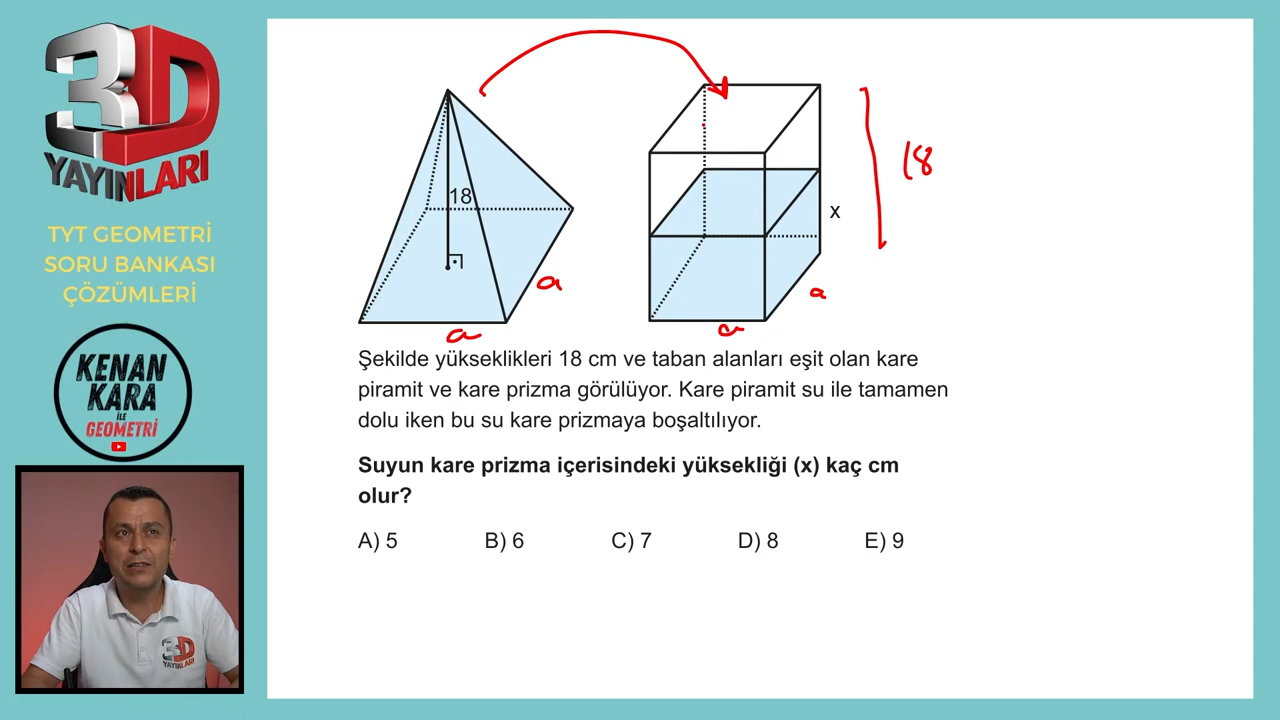 3D
YAYINLARI
TYT GEOMETRİ
SORU BANKASI
ÇÖZÜMLERİ
KENAN
KARA
İLE
GEOMETRİ
3D
YAYINLARI
18
x
18
a
a
a
a
Şekilde yükseklikleri 18 cm ve taban alanları eşit olan kare
piramit ve kare prizma görülüyor. Kare piramit su ile tamamen
dolu iken bu su kare prizmaya boşaltılıyor.
Suyun kare prizma içerisindeki yüksekliği (x) kaç cm
olur?
A) 5 B) 6 C) 7 D) 8 E) 9